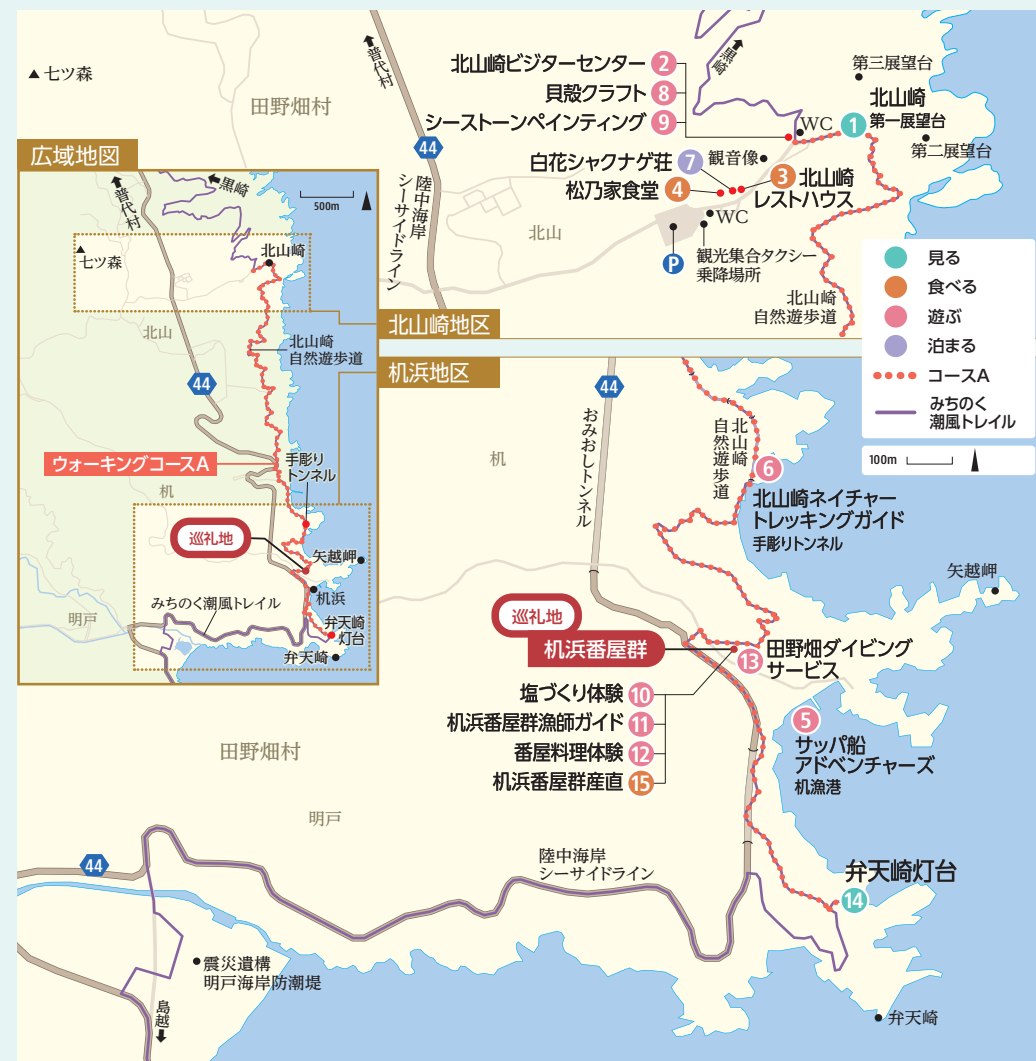 七ツ森
田野畑村
普代村
44
陸中海岸
シーサイドライン
黒崎
北山崎ビジターセンター 2
貝殻クラフト 8
シーストーンペインティング 9
WC
1
北山崎
第一展望台
第三展望台
第二展望台
白花シャクナゲ荘 7
松乃家食堂 4
観音像
3 北山崎
レストハウス
WC
P
観光集合タクシー
乗降場所
北山
北山崎
自然遊歩道
北山崎地区
見る
食べる
遊ぶ
泊まる
コースA
みちのく
潮風トレイル
100m
広域地図
普代村
黒崎
500m
七ツ森
北山崎
北山
北山崎
自然遊歩道
44
ウォーキングコースA
手彫り
トンネル
机
巡礼地
矢越岬
机浜
みちのく潮風トレイル
明戸
弁天崎
灯台
弁天崎
机浜地区
44
おみおしトンネル
机
北山崎
自然遊歩道
6
北山崎ネイチャー
トレッキングガイド
手彫りトンネル
矢越岬
巡礼地
机浜番屋群
13 田野畑ダイビング
サービス
塩づくり体験 10
机浜番屋群漁師ガイド 11
番屋料理体験 12
机浜番屋群産直 15
5
サッパ船
アドベンチャーズ
机漁港
田野畑村
明戸
44
陸中海岸
シーサイドライン
弁天崎灯台
14
震災遺構
明戸海岸防潮堤
島越
弁天崎